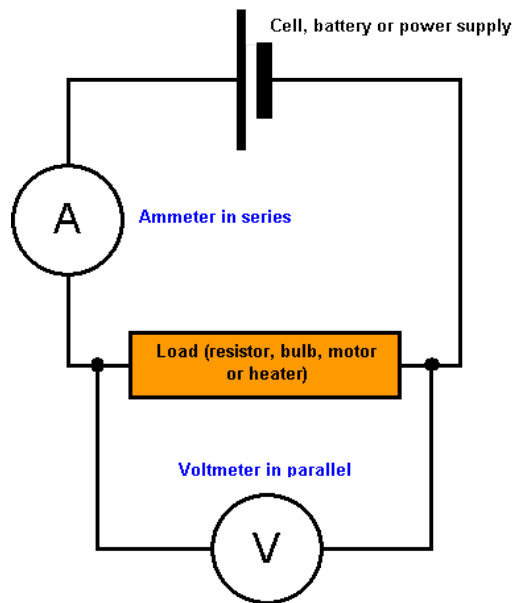 Cell, battery or power supply
A
Ammeter in series
Load (resistor, bulb, motor
or heater)
Voltmeter in parallel
V